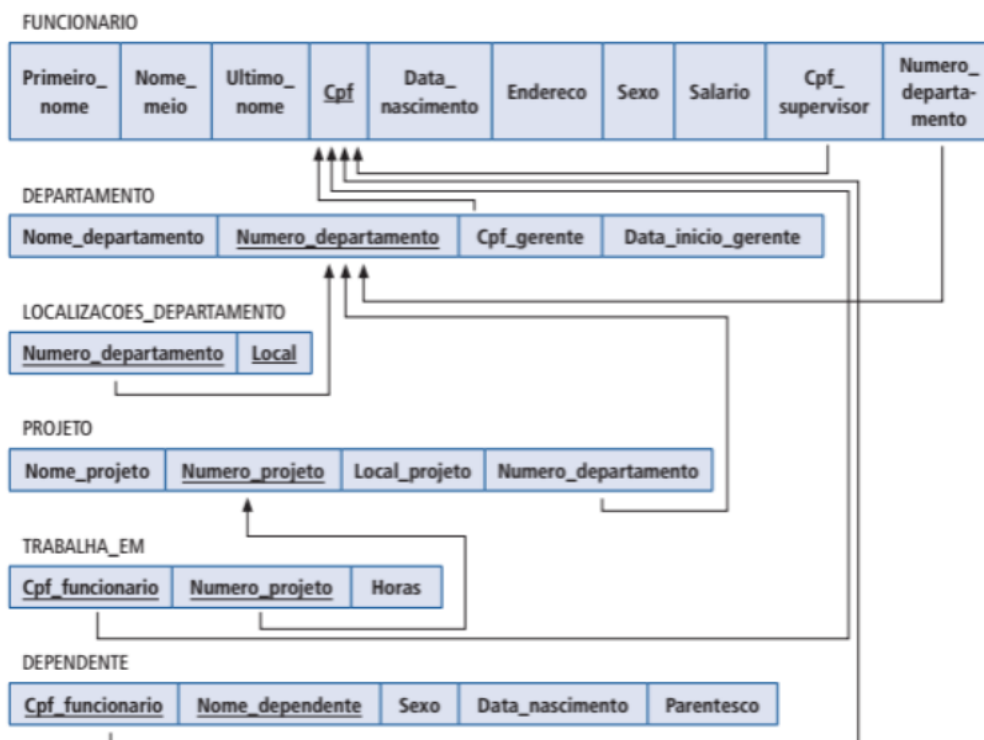 FUNCIONARIO
Primeiro_
nome
Nome_
meio
Ultimo_
nome
Cpf
Data_
nascimento
Endereco
Sexo
Salario
Cpf_
supervisor
Numero_
departa-
mento
DEPARTAMENTO
Nome_departamento
Numero_departamento
Cpf_gerente
Data_inicio_gerente
LOCALIZACOES_DEPARTAMENTO
Numero_departamento
Local
PROJETO
Nome_projeto
Numero_projeto
Local_projeto
Numero_departamento
TRABALHA_EM
Cpf_funcionario
Numero_projeto
Horas
DEPENDENTE
Cpf_funcionario
Nome_dependente
Sexo
Data_nascimento
Parentesco